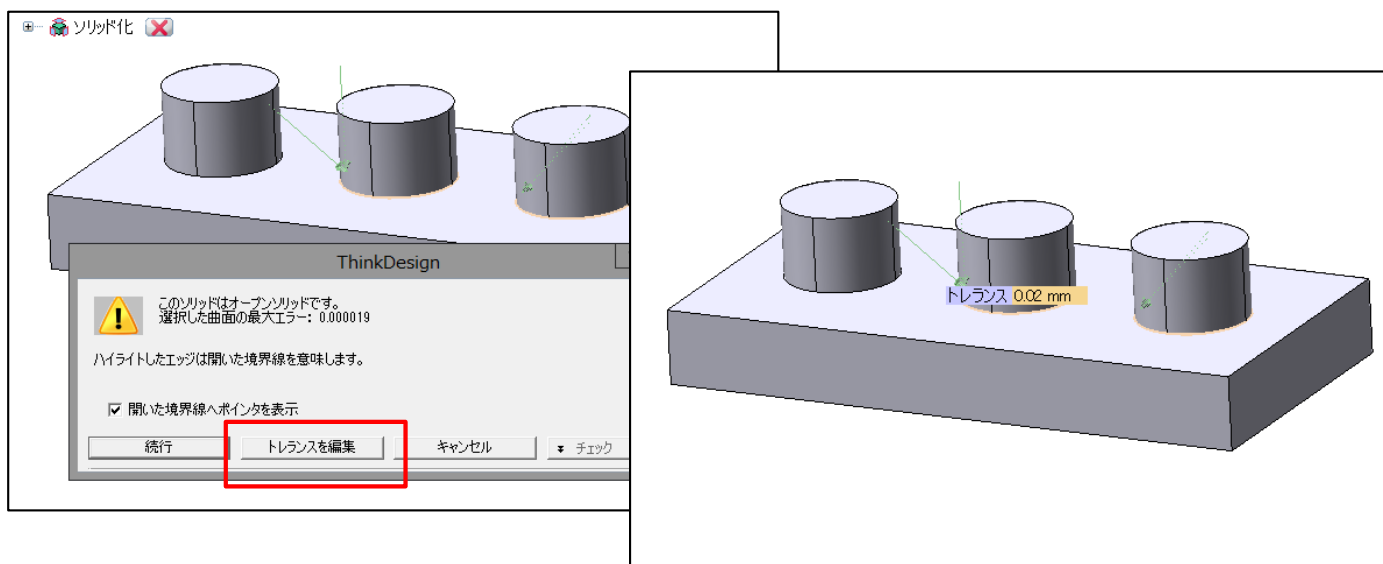 ソリッド化
ThinkDesign
このソリッドはオープンソリッドです。
選択した曲面の最大エラー: 0.000019
ハイライトしたエッジは開いた境界線を意味します。
開いた境界線へポインタを表示
続行
トレランスを編集
キャンセル
チェック
トレランス 0.02 mm